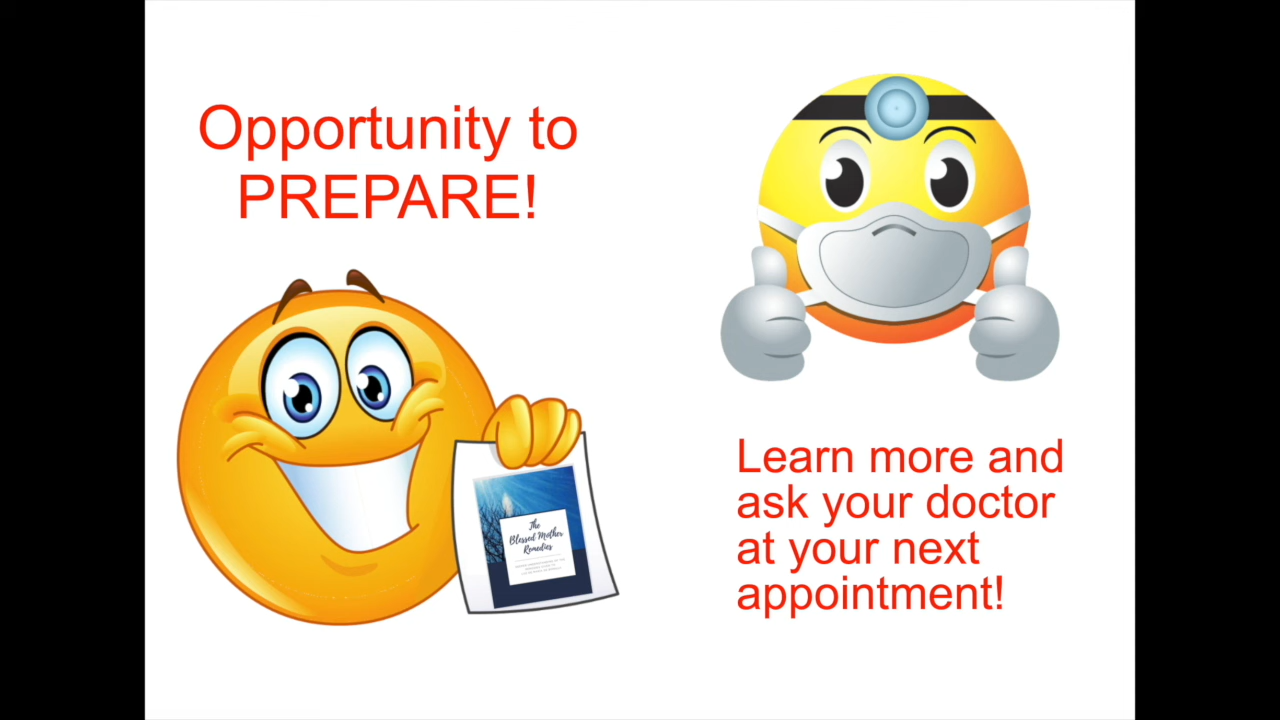 Opportunity to
PREPARE!
The
Blessed Mother
Remedies
Learn more and
ask your doctor
at your next
appointment!